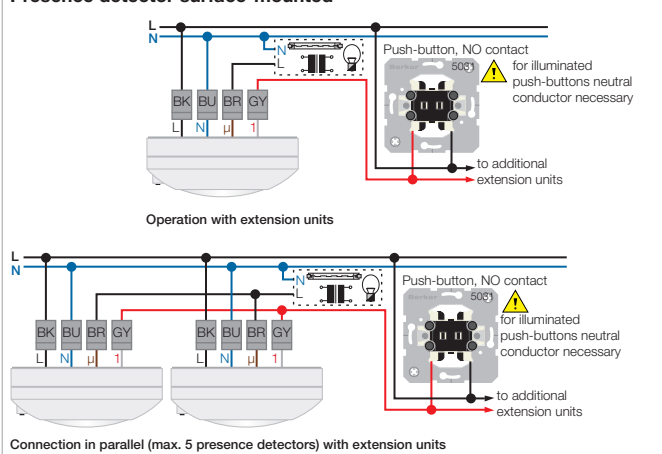 Presence detector surface-mounted
L
N
N
L
Push-button, NO contact
Berker 5031
for illuminated
push-buttons neutral
conductor necessary
BK BU BR GY
L N µ 1
to additional
extension units
Operation with extension units
L
N
N
L
Push-button, NO contact
Berker 5031
for illuminated
push-buttons neutral
conductor necessary
BK BU BR GY BK BU BR GY
L N µ 1 L N µ 1
to additional
extension units
Connection in parallel (max. 5 presence detectors) with extension units